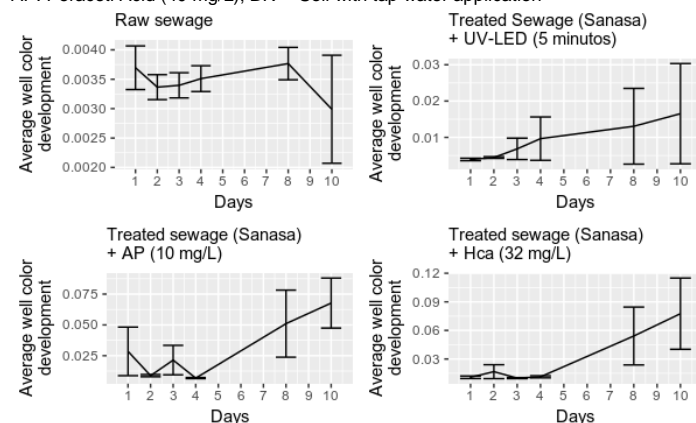 Raw sewage
Average well color
development
0.0040
0.0035
0.0030
0.0025
0.0020
1 2 3 4 5 6 7 8 9 10
Days
Treated Sewage (Sanasa)
+ UV-LED (5 minutos)
Average well color
development
0.03
0.02
0.01
1 2 3 4 5 6 7 8 9 10
Days
Treated sewage (Sanasa)
+ AP (10 mg/L)
Average well color
development
0.075
0.050
0.025
1 2 3 4 5 6 7 8 9 10
Days
Treated sewage (Sanasa)
+ Hca (32 mg/L)
Average well color
development
0.12
0.09
0.06
0.03
1 2 3 4 5 6 7 8 9 10
Days